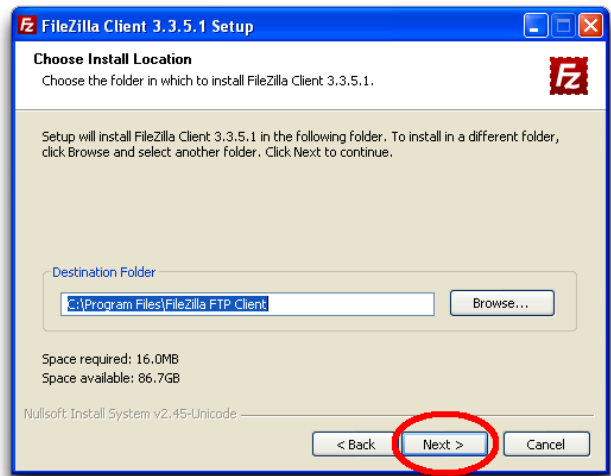 FileZilla Client 3.3.5.1 Setup
Choose Install Location
Choose the folder in which to install FileZilla Client 3.3.5.1.
Fz
Setup will install FileZilla Client 3.3.5.1 in the following folder. To install in a different folder,
click Browse and select another folder. Click Next to continue.
Destination Folder
C:\Program Files\FileZilla FTP Client
Browse...
Space required: 16.0MB
Space available: 86.7GB
Nullsoft Install System v2.45-Unicode
< Back
Next >
Cancel